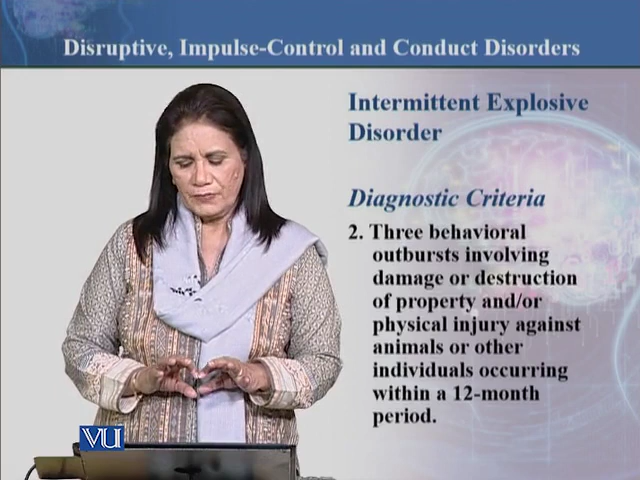 Disruptive, Impulse-Control and Conduct Disorders
Intermittent Explosive
Disorder
Diagnostic Criteria
2. Three behavioral
outbursts involving
damage or destruction
of property and/or
physical injury against
animals or other
individuals occurring
within a 12-month
period.
VU